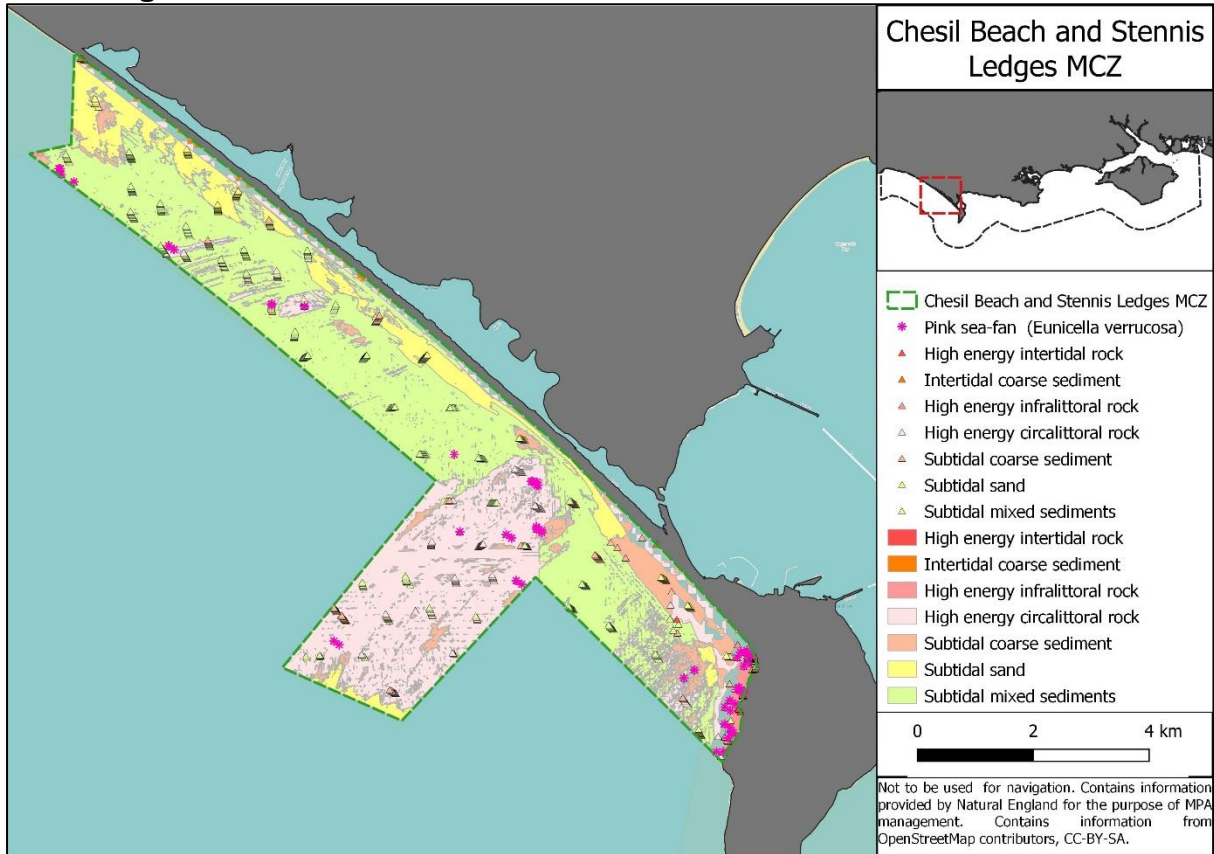 Chesil Beach and Stennis
Ledges MCZ
Chesil Beach and Stennis Ledges MCZ
Pink sea-fan (Eunicella verrucosa)
High energy intertidal rock
Intertidal coarse sediment
High energy infralittoral rock
High energy circalittoral rock
Subtidal coarse sediment
Subtidal sand
Subtidal mixed sediments
High energy intertidal rock
Intertidal coarse sediment
High energy infralittoral rock
High energy circalittoral rock
Subtidal coarse sediment
Subtidal sand
Subtidal mixed sediments
0 2 4 km
Not to be used for navigation. Contains information
provided by Natural England for the purpose of MPA
management. Contains information from
OpenStreetMap contributors, CC-BY-SA.